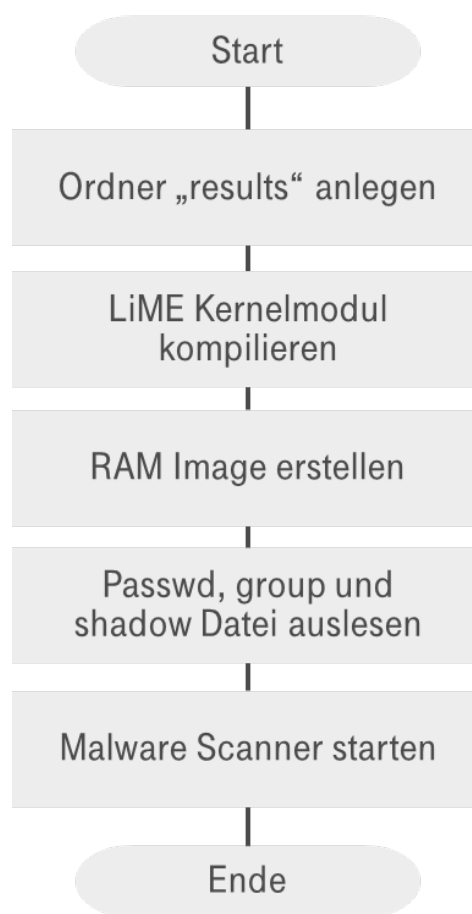 Start
Ordner „results“ anlegen
LiME Kernelmodul
kompilieren
RAM Image erstellen
Passwd, group und
shadow Datei auslesen
Malware Scanner starten
Ende